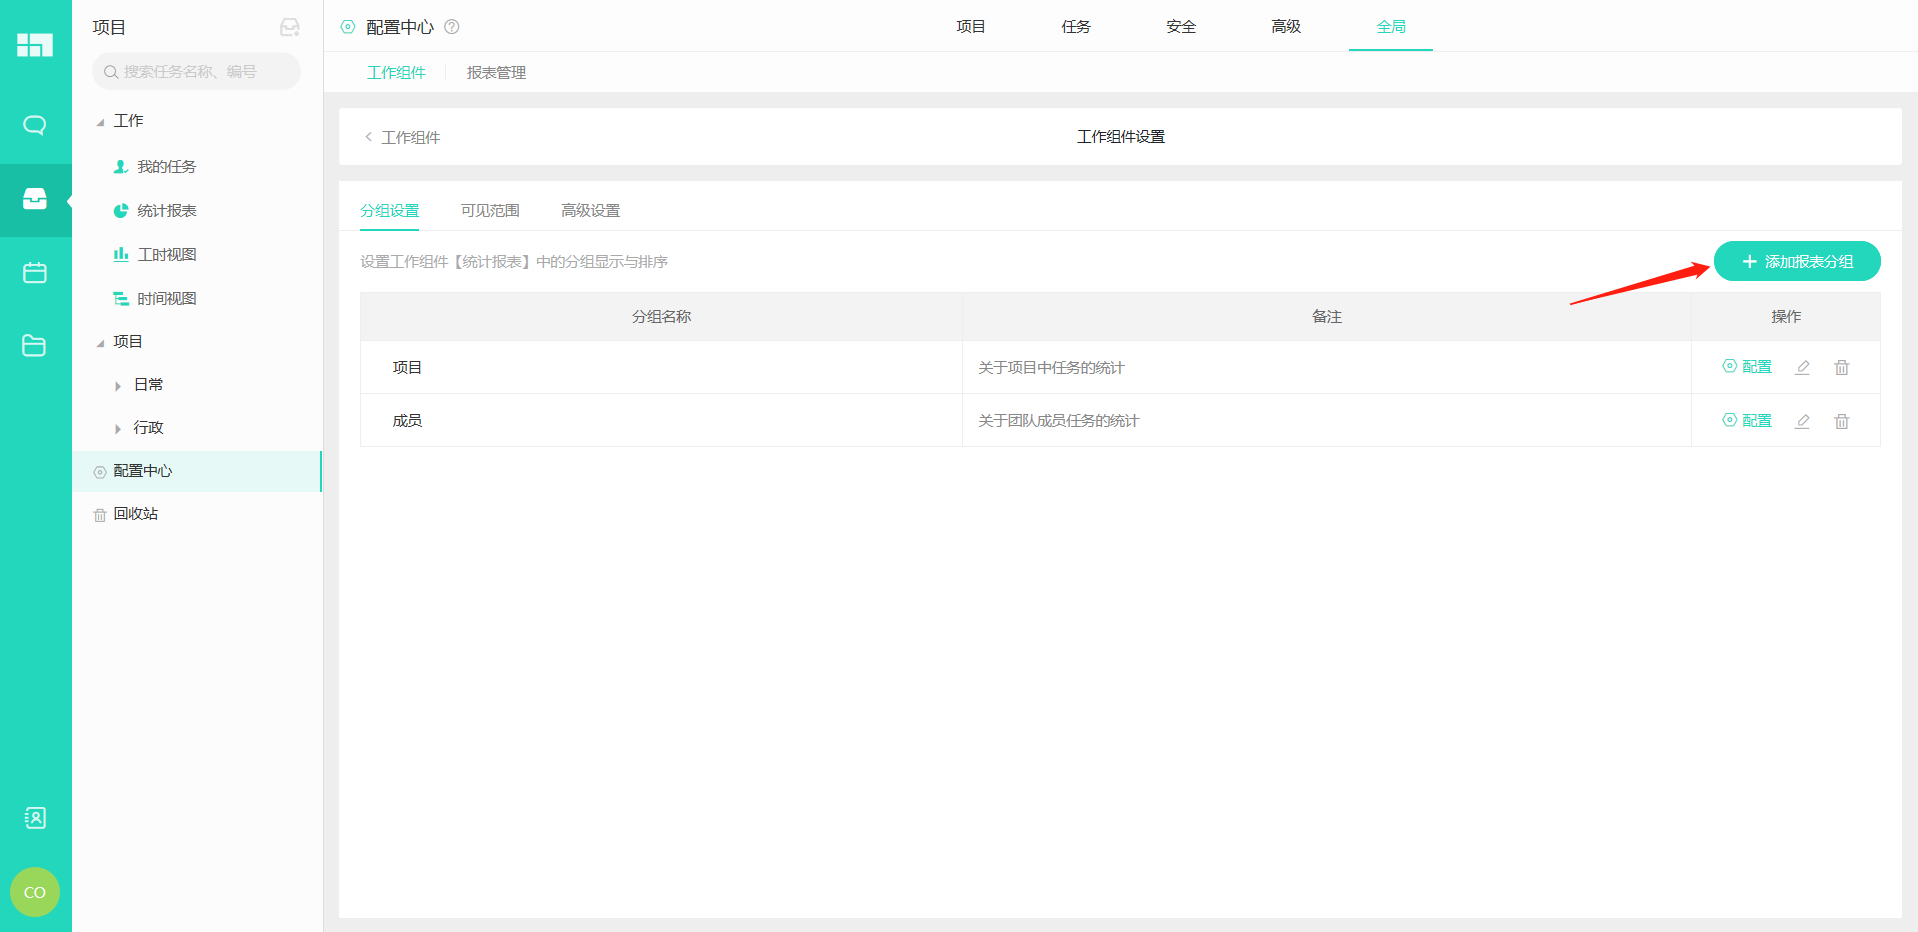 项目
搜索任务名称、编号
工作
我的任务
统计报表
工时视图
时间视图
项目
日常
行政
配置中心
回收站
CO
配置中心 ?
项目 任务 安全 高级 全局
工作组件 报表管理
< 工作组件 工作组件设置
分组设置 可见范围 高级设置
设置工作组件【统计报表】中的分组显示与排序 + 添加报表分组
分组名称 备注 操作
项目 关于项目中任务的统计 配置
成员 关于团队成员任务的统计 配置